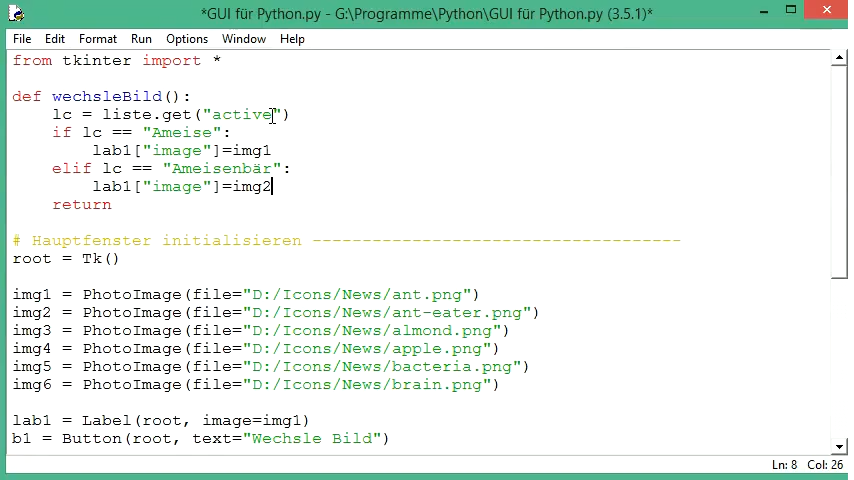 *GUI für Python.py - G:\Programme\Python\GUI für Python.py (3.5.1)*
File Edit Format Run Options Window Help
from tkinter import *
def wechsleBild():
    lc = liste.get("active")
    if lc == "Ameise":
        lab1["image"]=img1
    elif lc == "Ameisenbär":
        lab1["image"]=img2
    return
# Hauptfenster initialisieren -------------------------------------
root = Tk()
img1 = PhotoImage(file="D:/Icons/News/ant.png")
img2 = PhotoImage(file="D:/Icons/News/ant-eater.png")
img3 = PhotoImage(file="D:/Icons/News/almond.png")
img4 = PhotoImage(file="D:/Icons/News/apple.png")
img5 = PhotoImage(file="D:/Icons/News/bacteria.png")
img6 = PhotoImage(file="D:/Icons/News/brain.png")
lab1 = Label(root, image=img1)
b1 = Button(root, text="Wechsle Bild")
Ln: 8 Col: 26